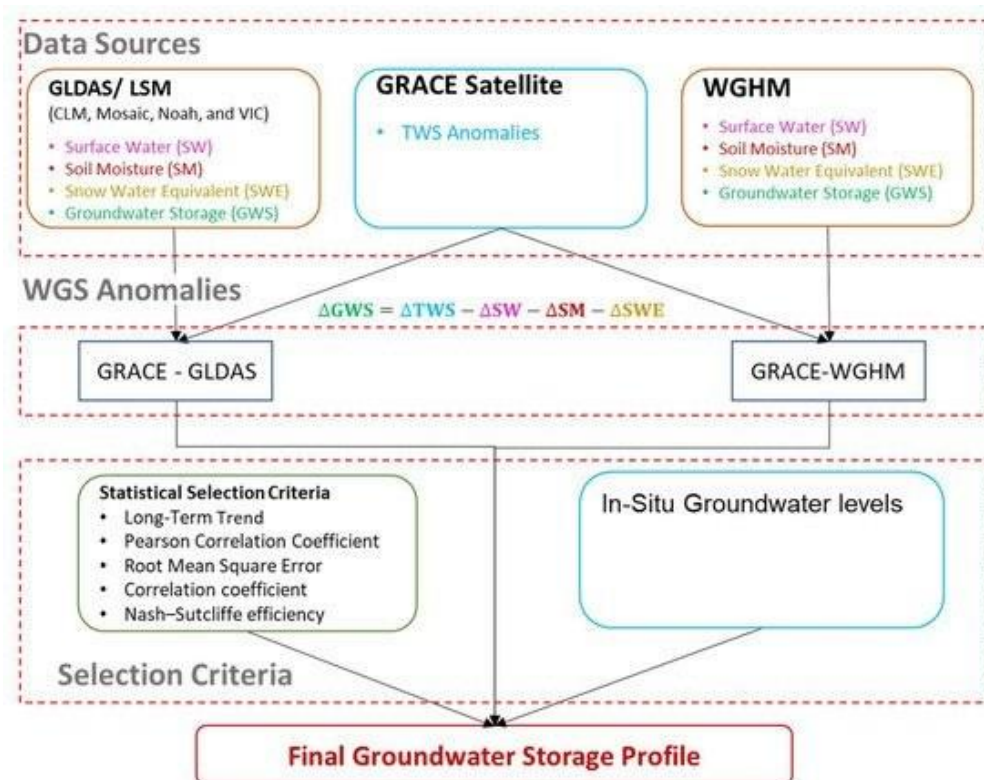 Data Sources
GLDAS/ LSM
(CLM, Mosaic, Noah, and VIC)
• Surface Water (SW)
• Soil Moisture (SM)
• Snow Water Equivalent (SWE)
• Groundwater Storage (GWS)
GRACE Satellite
• TWS Anomalies
WGHM
• Surface Water (SW)
• Soil Moisture (SM)
• Snow Water Equivalent (SWE)
• Groundwater Storage (GWS)
WGS Anomalies
ΔGWS = ΔTWS − ΔSW − ΔSM − ΔSWE
GRACE - GLDAS
GRACE-WGHM
Statistical Selection Criteria
• Long-Term Trend
• Pearson Correlation Coefficient
• Root Mean Square Error
• Correlation coefficient
• Nash–Sutcliffe efficiency
In-Situ Groundwater levels
Selection Criteria
Final Groundwater Storage Profile